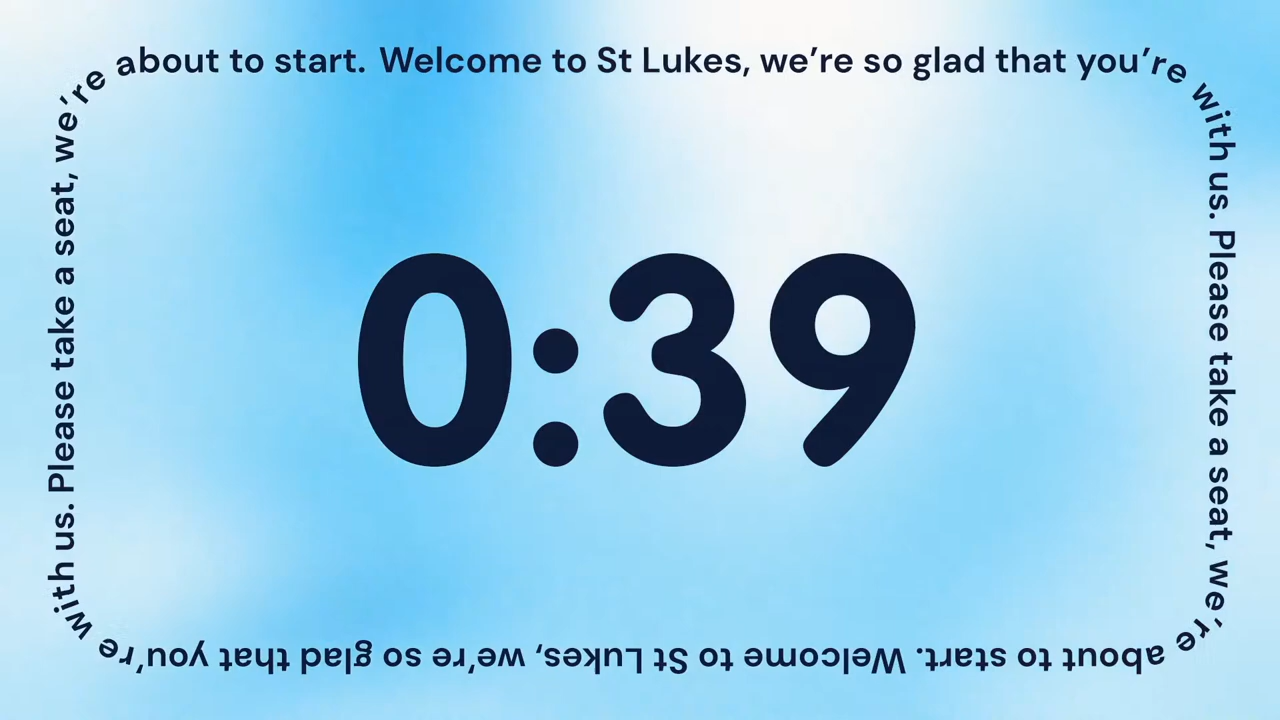 Welcome to St Lukes, we’re so glad that you’re with us. Please take a seat, we’re about to start.
Welcome to St Lukes, we’re so glad that you’re with us. Please take a seat, we’re about to start.
0:39